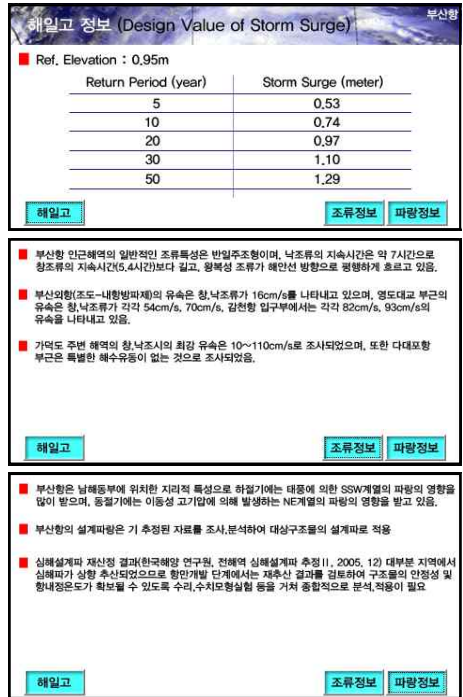 해일고 정보 (Design Value of Storm Surge)
부산항
Ref. Elevation : 0.95m
Return Period (year) Storm Surge (meter)
5 0.53
10 0.74
20 0.97
30 1.10
50 1.29
해일고 조류정보 파랑정보
부산항 인근해역의 일반적인 조류특성은 반일주조형이며, 낙조류의 지속시간은 약 7시간으로
창조류의 지속시간(5.4시간)보다 길고, 왕복성 조류가 해안선 방향으로 평행하게 흐르고 있음.
부산외항(조도-내항방파제)의 유속은 창,낙조류가 16cm/s를 나타내고 있으며, 영도대교 부근의
유속은 창,낙조류가 각각 54cm/s, 70cm/s, 감천항 입구부에서는 각각 82cm/s, 93cm/s의
유속을 나타내고 있음.
가덕도 주변 해역의 창,낙조시의 최강 유속은 10~110cm/s로 조사되었으며, 또한 다대포항
부근은 특별한 해수유동이 없는 것으로 조사되었음.
해일고 조류정보 파랑정보
부산항은 남해동부에 위치한 지리적 특성으로 하절기에는 태풍에 의한 SSW계열의 파랑의 영향을
많이 받으며, 동절기에는 이동성 고기압에 의해 발생하는 NE계열의 파랑의 영향을 받고 있음.
부산항의 설계파랑은 기 추정된 자료를 조사,분석하여 대상구조물의 설계파로 적용
심해설계파 재산정 결과(한국해양 연구원, 전해역 심해설계파 추정II, 2005. 12) 대부분 지역에서
심해파가 상향 추산되었으므로 항만개발 단계에서는 재추산 결과를 검토하여 구조물의 안정성 및
항내정온도가 확보될 수 있도록 수리,수치모형실험 등을 거쳐 종합적으로 분석,적용이 필요
해일고 조류정보 파랑정보